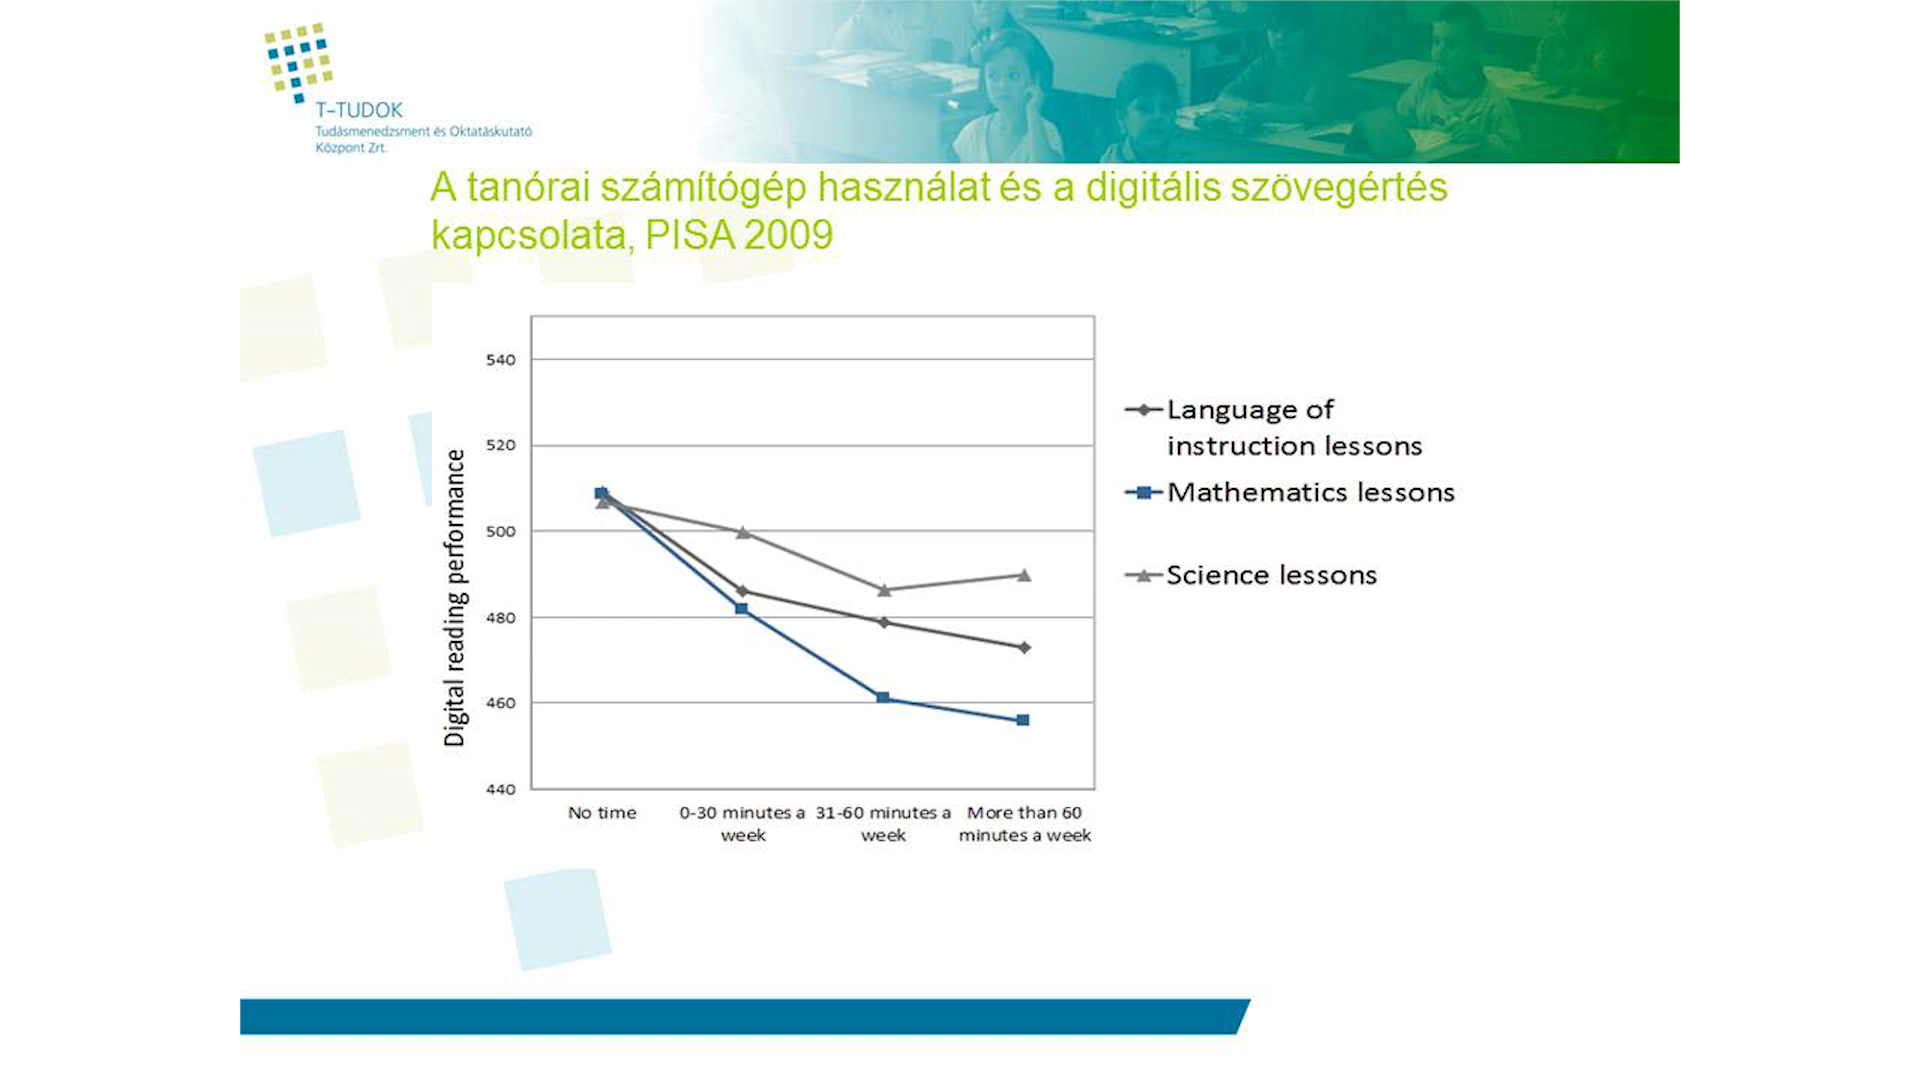 T-TUDOK
Tudásmenedzsment és Oktatáskutató
Központ Zrt.
A tanórai számítógép használat és a digitális szövegértés
kapcsolata, PISA 2009
Digital reading performance
540
520
500
480
460
440
No time
0-30 minutes a
week
31-60 minutes a
week
More than 60
minutes a week
Language of
instruction lessons
Mathematics lessons
Science lessons